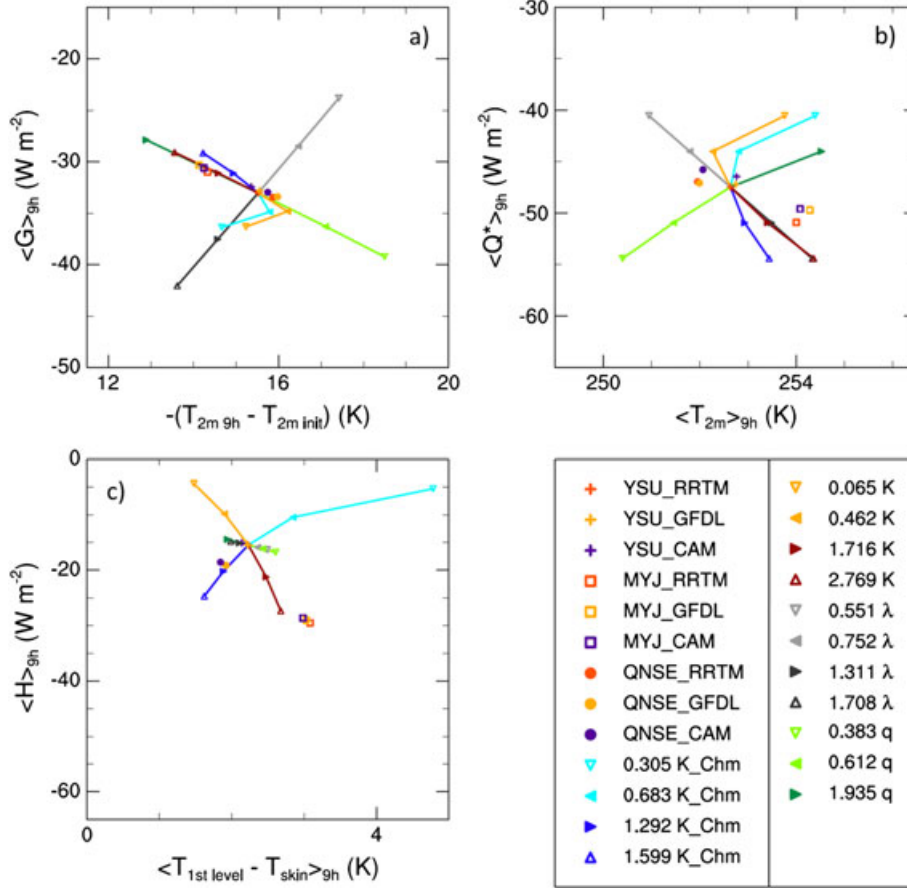 a)
-20
-30
-40
-50
12 16 20
<G>9h (W m-2)
-(T2m 9h - T2m init) (K)
b)
-30
-40
-50
-60
250 254
<Q*>9h (W m-2)
<T2m>9h (K)
c)
0
-20
-40
-60
0 4
<H>9h (W m-2)
<T1st level - Tskin>9h (K)
YSU_RRTM
YSU_GFDL
YSU_CAM
MYJ_RRTM
MYJ_GFDL
MYJ_CAM
QNSE_RRTM
QNSE_GFDL
QNSE_CAM
0.305 K_Chm
0.683 K_Chm
1.292 K_Chm
1.599 K_Chm
0.065 K
0.462 K
1.716 K
2.769 K
0.551 λ
0.752 λ
1.311 λ
1.708 λ
0.383 q
0.612 q
1.935 q